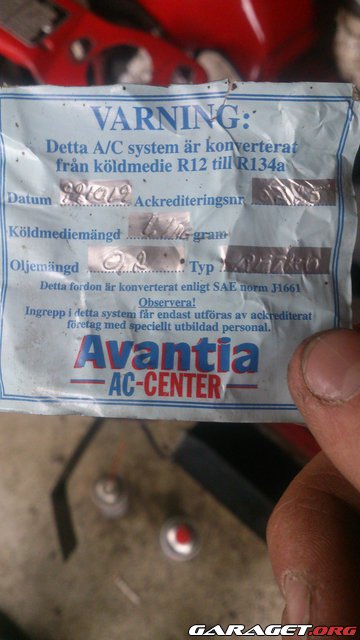 VARNING:
Detta A/C system är konverterat
från köldmedie R12 till R134a
Datum Ackrediteringsnr
Köldmediemängd gram
Oljemängd Typ
Detta fordon är konverterat enligt SAE norm J1661
Observera!
Ingrepp i detta system får endast utföras av ackrediterat
företag med speciellt utbildad personal.
Avantia
AC-CENTER
GARAGET.ORG